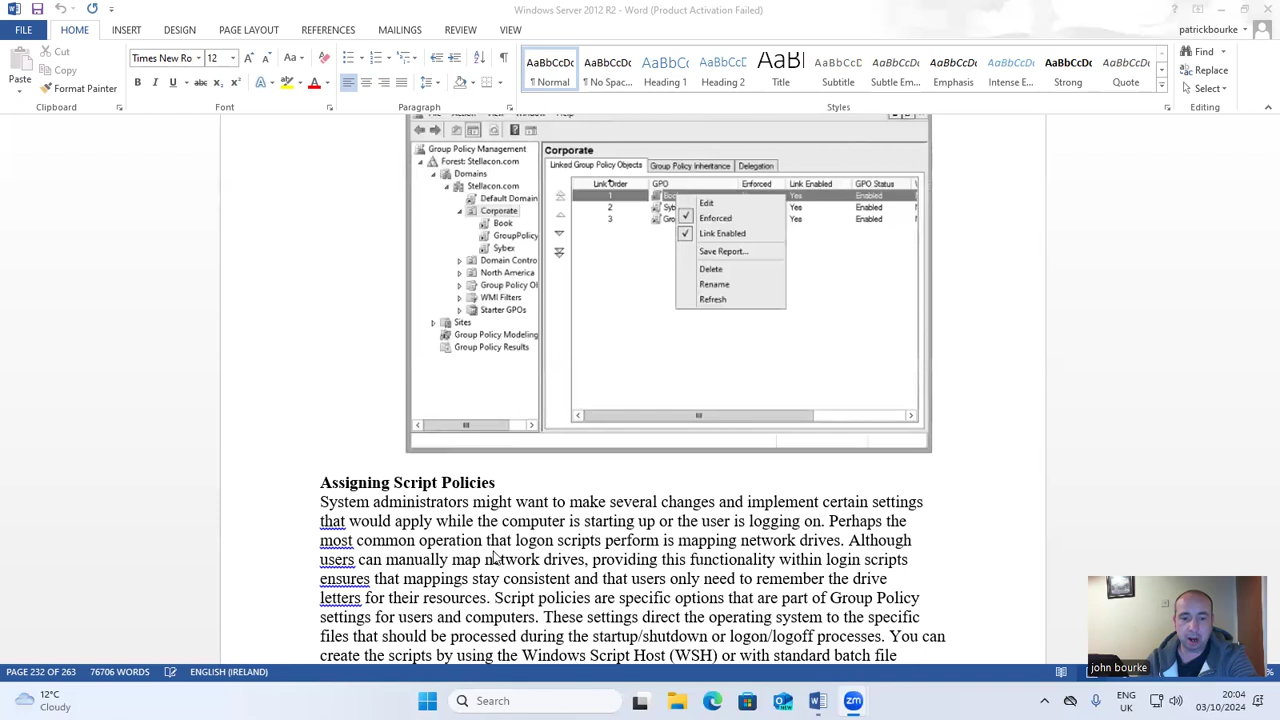 Windows Server 2012 R2 - Word (Product Activation Failed)
FILE HOME INSERT DESIGN PAGE LAYOUT REFERENCES MAILINGS REVIEW VIEW patrickbourke
Paste Cut Copy Format Painter
Clipboard
Times New Ro 12
Font
Paragraph
AaBbCcDc AaBbCcDc AaBbCc AaBbCcC AaBbCcC AaBbCcDc AaBbCcDc AaBbCcDc AaBbCcDc AaBbCcDc
¶ Normal ¶ No Spac... Heading 1 Heading 2 Title Subtitle Subtle Em... Emphasis Intense E... Strong Quote
Styles
Find
Replace
Select
Editing
Group Policy Management
Forest: Stellacon.com
Domains
Stellacon.com
Default Domain
Corporate
Book
GroupPolicy
Sybex
Domain Contro
North America
Group Policy Ol
WMI Filters
Starter GPOs
Sites
Group Policy Modeling
Group Policy Results
Corporate
Linked Group Policy Objects Group Policy Inheritance Delegation
Link Order GPO Enforced Link Enabled GPO Status
1 Yes Enabled
2 Syb Yes Enabled
3 Gro Yes Enabled
Edit
Enforced
Link Enabled
Save Report...
Delete
Rename
Refresh
Assigning Script Policies
System administrators might want to make several changes and implement certain settings
that would apply while the computer is starting up or the user is logging on. Perhaps the
most common operation that logon scripts perform is mapping network drives. Although
users can manually map network drives, providing this functionality within login scripts
ensures that mappings stay consistent and that users only need to remember the drive
letters for their resources. Script policies are specific options that are part of Group Policy
settings for users and computers. These settings direct the operating system to the specific
files that should be processed during the startup/shutdown or logon/logoff processes. You can
create the scripts by using the Windows Script Host (WSH) or with standard batch file
john bourke
PAGE 232 OF 263 76706 WORDS ENGLISH (IRELAND)
12°C
Cloudy
Search
ENG
UK
20:04
03/10/2024